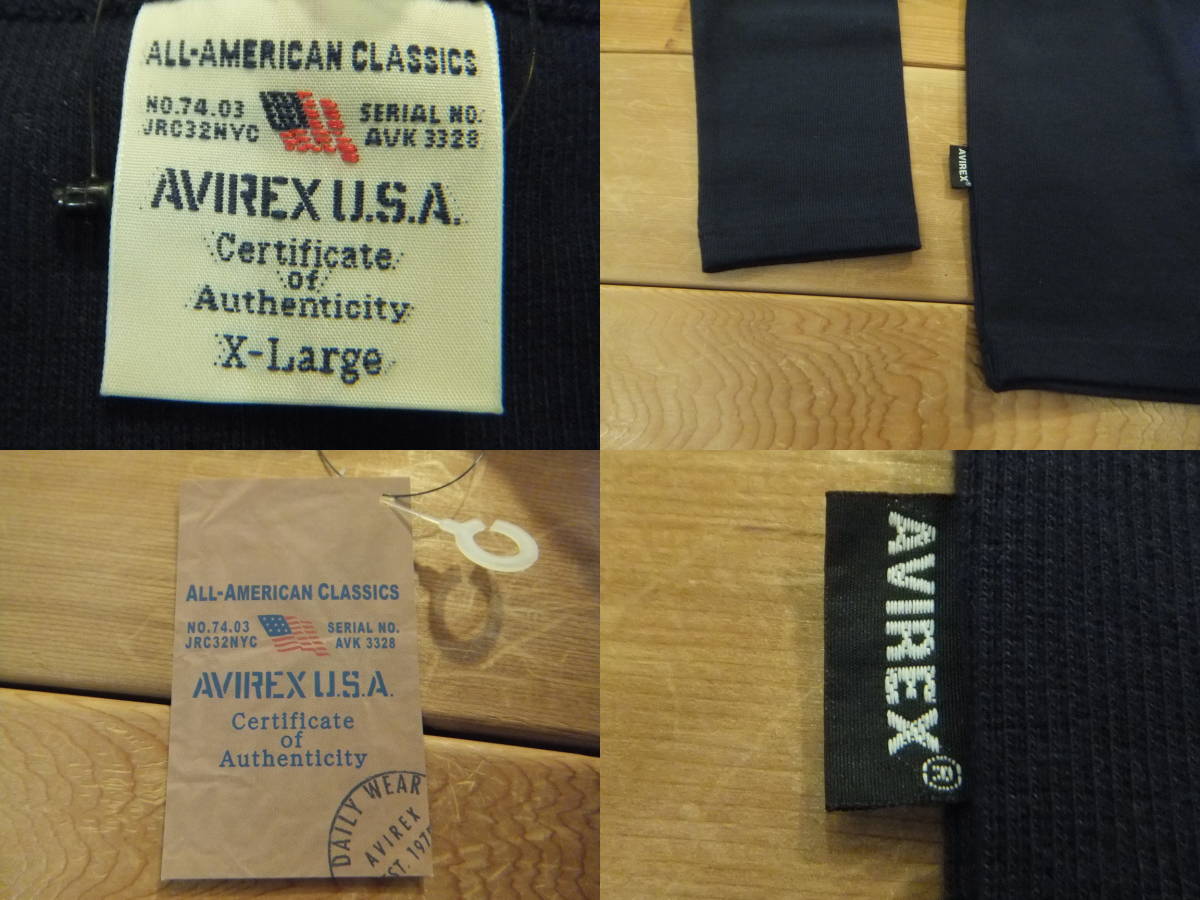 ALL-AMERICAN CLASSICS
NO.74.03 SERIAL NO.
JRC32NYC AVK 3328
AVIREX U.S.A.
Certificate
of
Authenticity
X-Large
AVIREX®
ALL-AMERICAN CLASSICS
NO.74.03 SERIAL NO.
JRC32NYC AVK 3328
AVIREX U.S.A.
Certificate
of
Authenticity
DAILY WEAR
AVIREX
AVIREX®